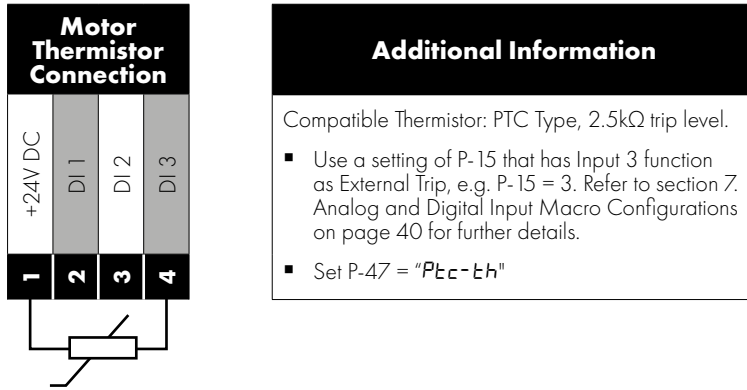 Motor
Thermistor
Connection
+24V DC
DI 1
DI 2
DI 3
1
2
3
4
Additional Information
Compatible Thermistor: PTC Type, 2.5kΩ trip level.
▪ Use a setting of P-15 that has Input 3 function
as External Trip, e.g. P-15 = 3. Refer to section 7.
Analog and Digital Input Macro Configurations
on page 40 for further details.
▪ Set P-47 = "Ptc-th"